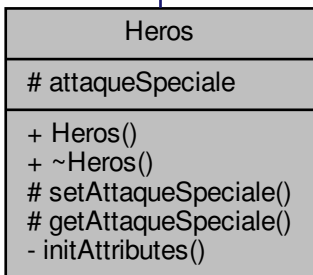 Heros
# attaqueSpeciale
+ Heros()
+ ~Heros()
# setAttaqueSpeciale()
# getAttaqueSpeciale()
- initAttributes()